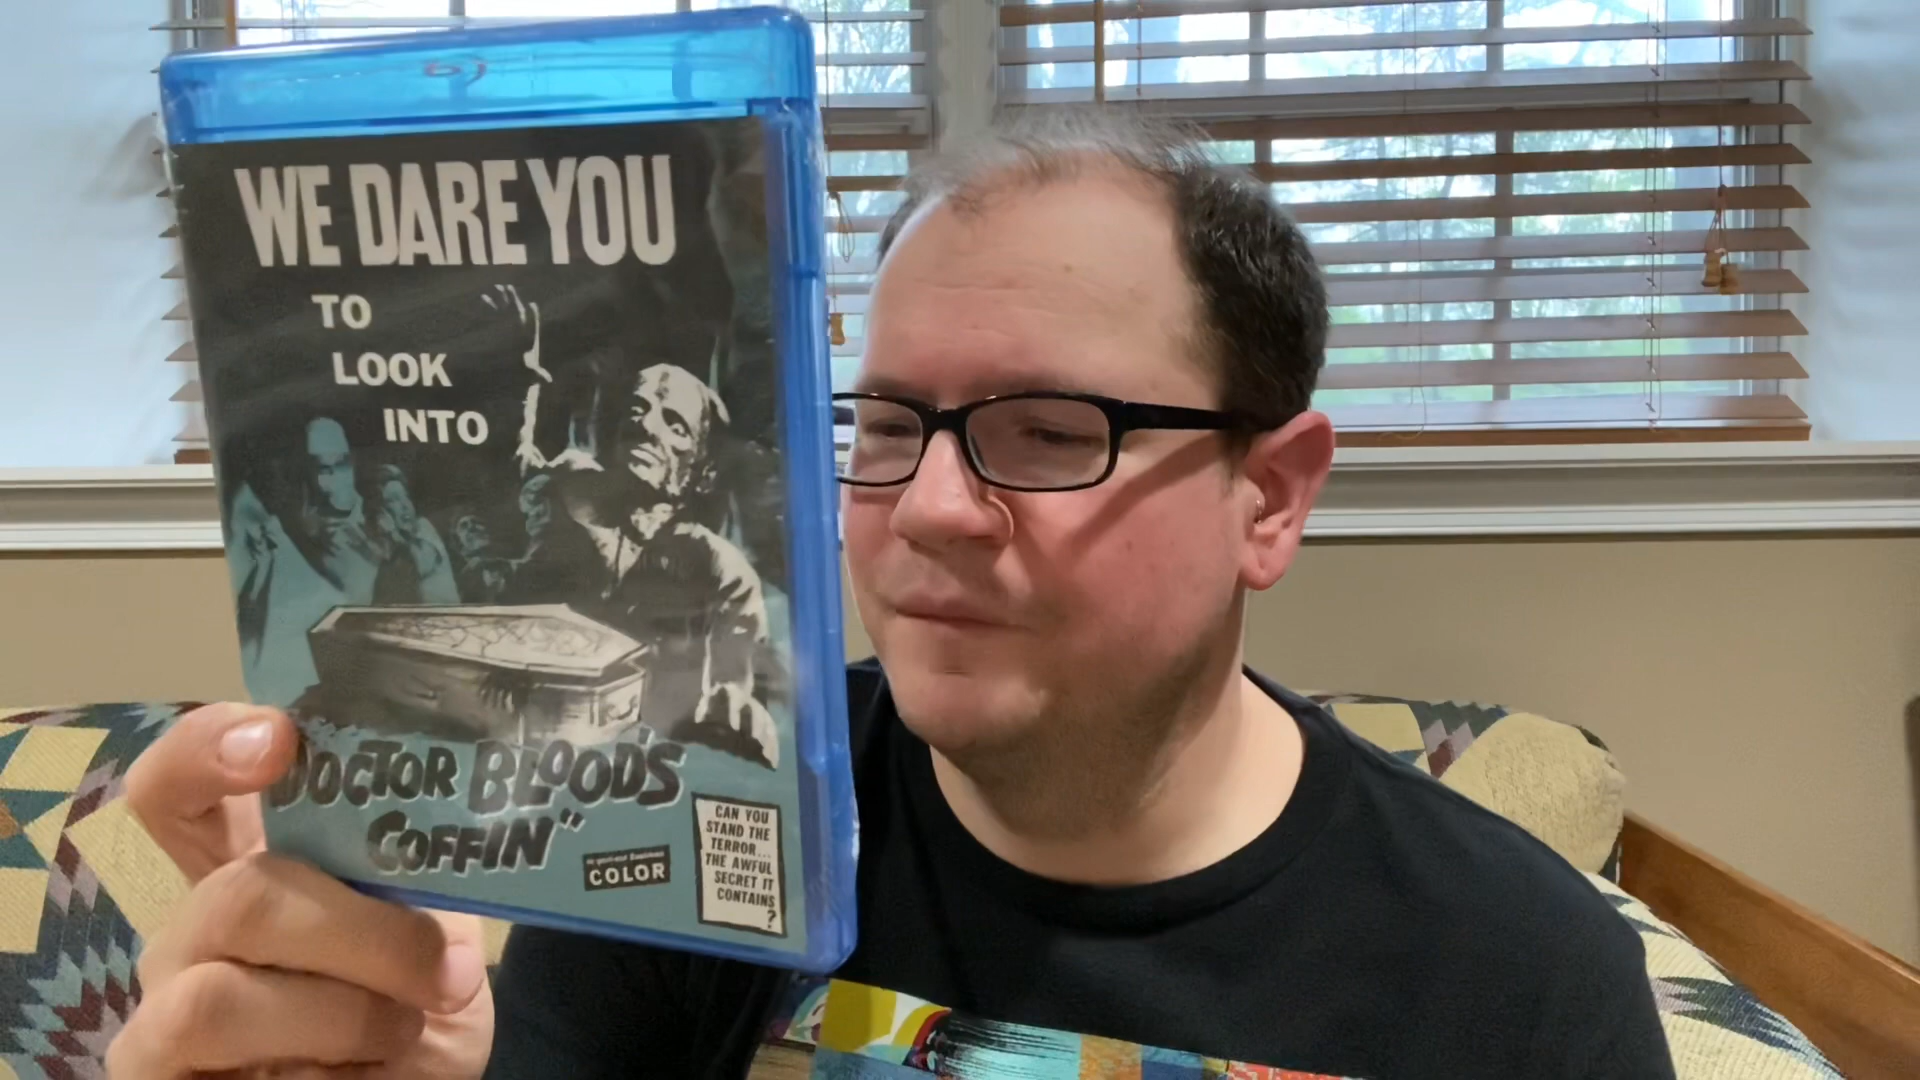 WE DARE YOU
TO
LOOK
INTO
DOCTOR BLOOD'S
COFFIN"
COLOR
CAN YOU
STAND THE
TERROR...
THE AWFUL
SECRET IT
CONTAINS
?